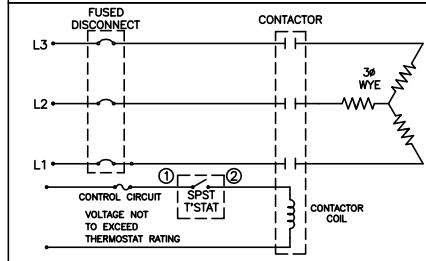 FUSED
DISCONNECT
CONTACTOR
L3
3ø
WYE
L2
L1
① ②
CONTROL CIRCUIT
SPST
T'STAT
VOLTAGE NOT
TO EXCEED
THERMOSTAT RATING
CONTACTOR
COIL